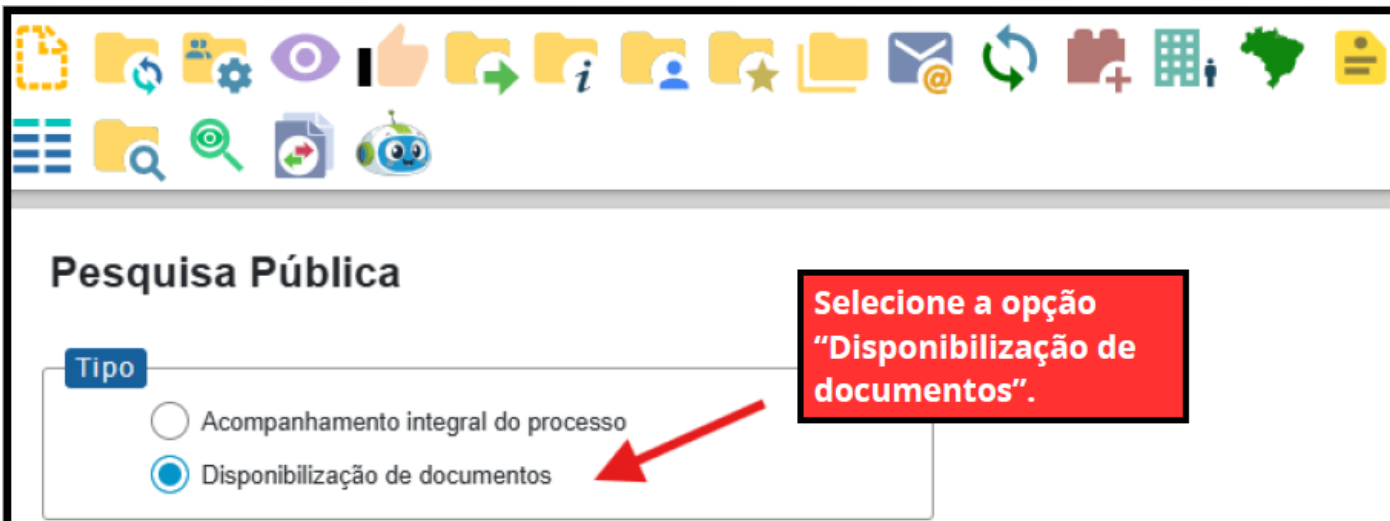 Pesquisa Pública
Selecione a opção
“Disponibilização de
documentos”.
Tipo
Acompanhamento integral do processo
Disponibilização de documentos